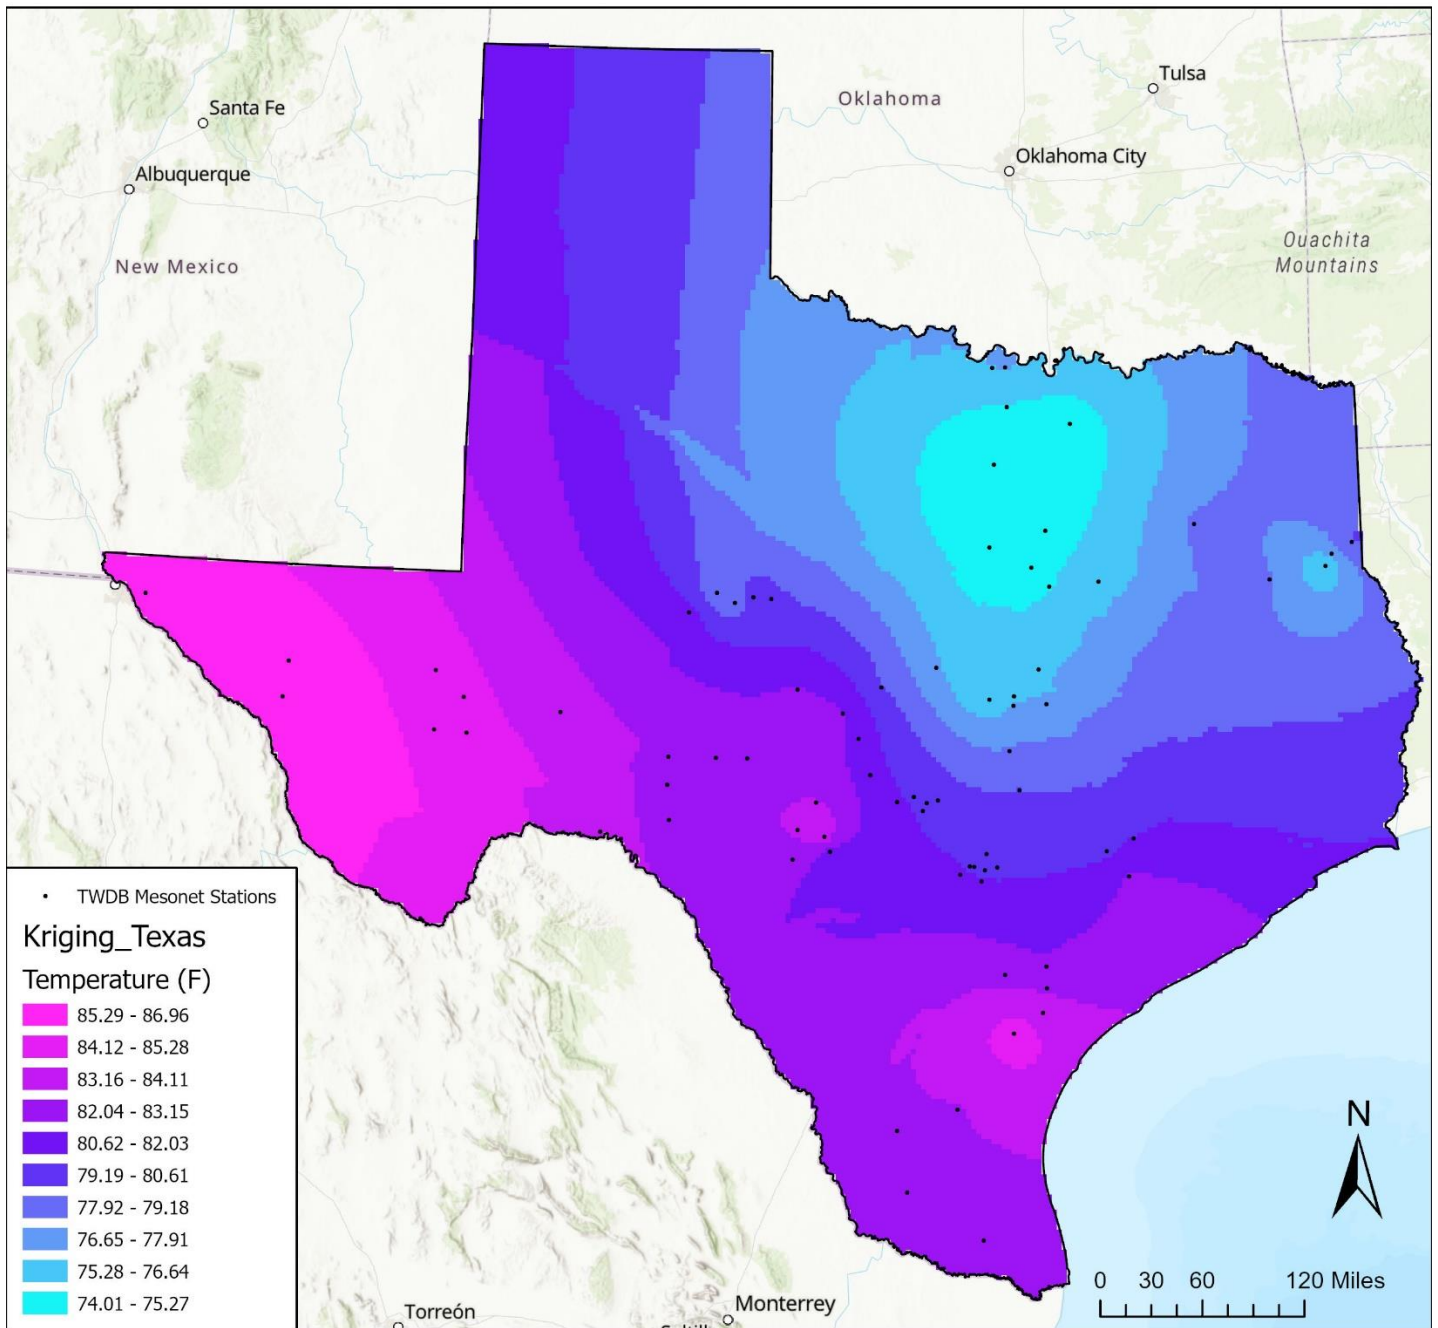 Tulsa
Santa Fe
Oklahoma
Oklahoma City
Albuquerque
Ouachita
Mountains
New Mexico
TWDB Mesonet Stations
Kriging_Texas
Temperature (F)
85.29 - 86.96
84.12 - 85.28
83.16 - 84.11
82.04 - 83.15
80.62 - 82.03
79.19 - 80.61
77.92 - 79.18
76.65 - 77.91
75.28 - 76.64
74.01 - 75.27
N
0 30 60 120 Miles
Torreón
Monterrey